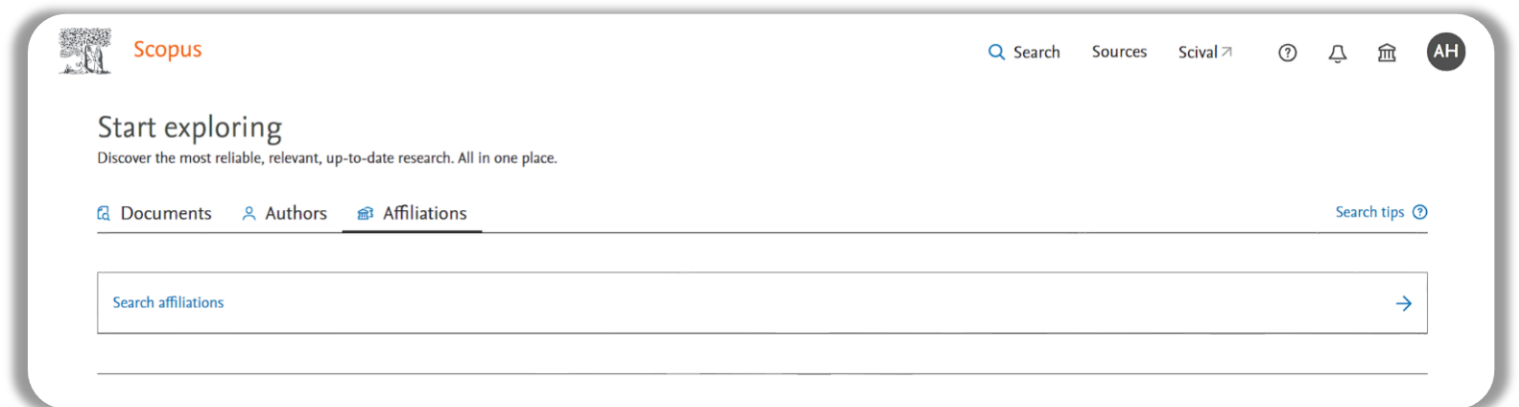 Scopus
Search Sources Scival AH
Start exploring
Discover the most reliable, relevant, up-to-date research. All in one place.
Documents Authors Affiliations Search tips
Search affiliations